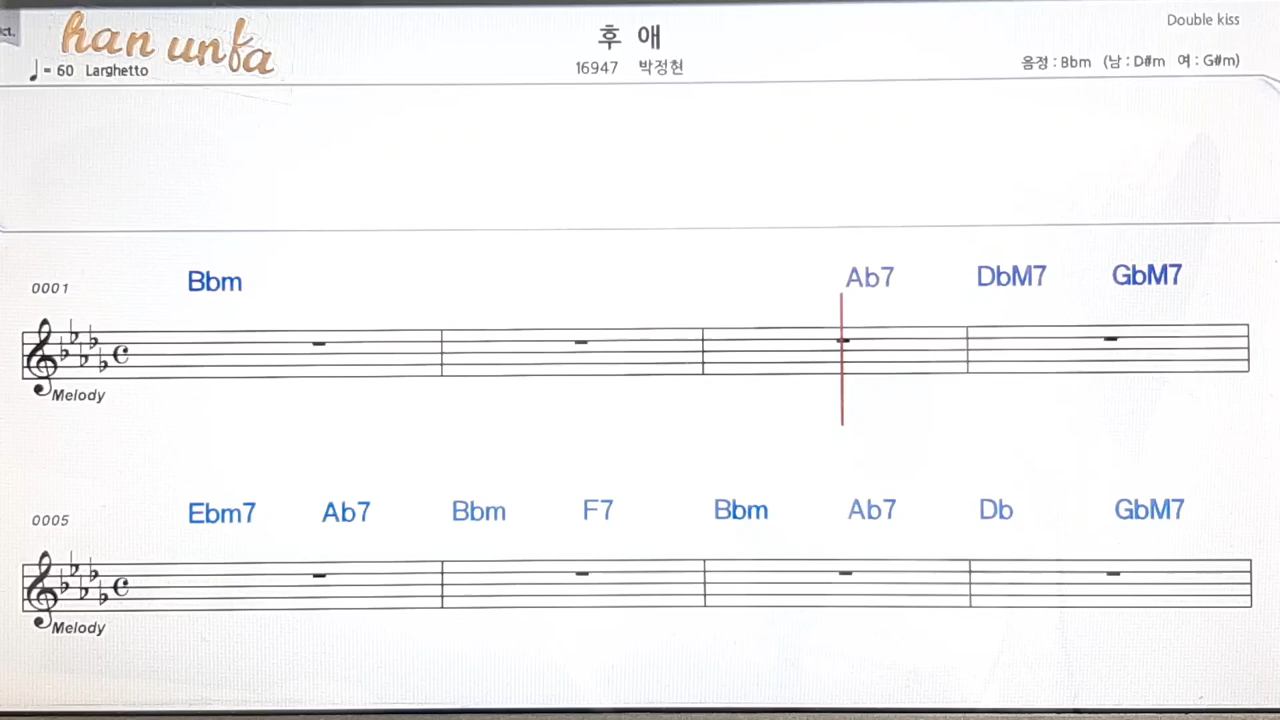 ct.
han unfa
Double kiss
후 애
♩= 60 Larghetto
16947 박정현
음정 : Bbm (남 : D#m 여 : G#m)
Bbm Ab7 DbM7 GbM7
0001
Melody
Ebm7 Ab7 Bbm F7 Bbm Ab7 Db GbM7
0005
Melody